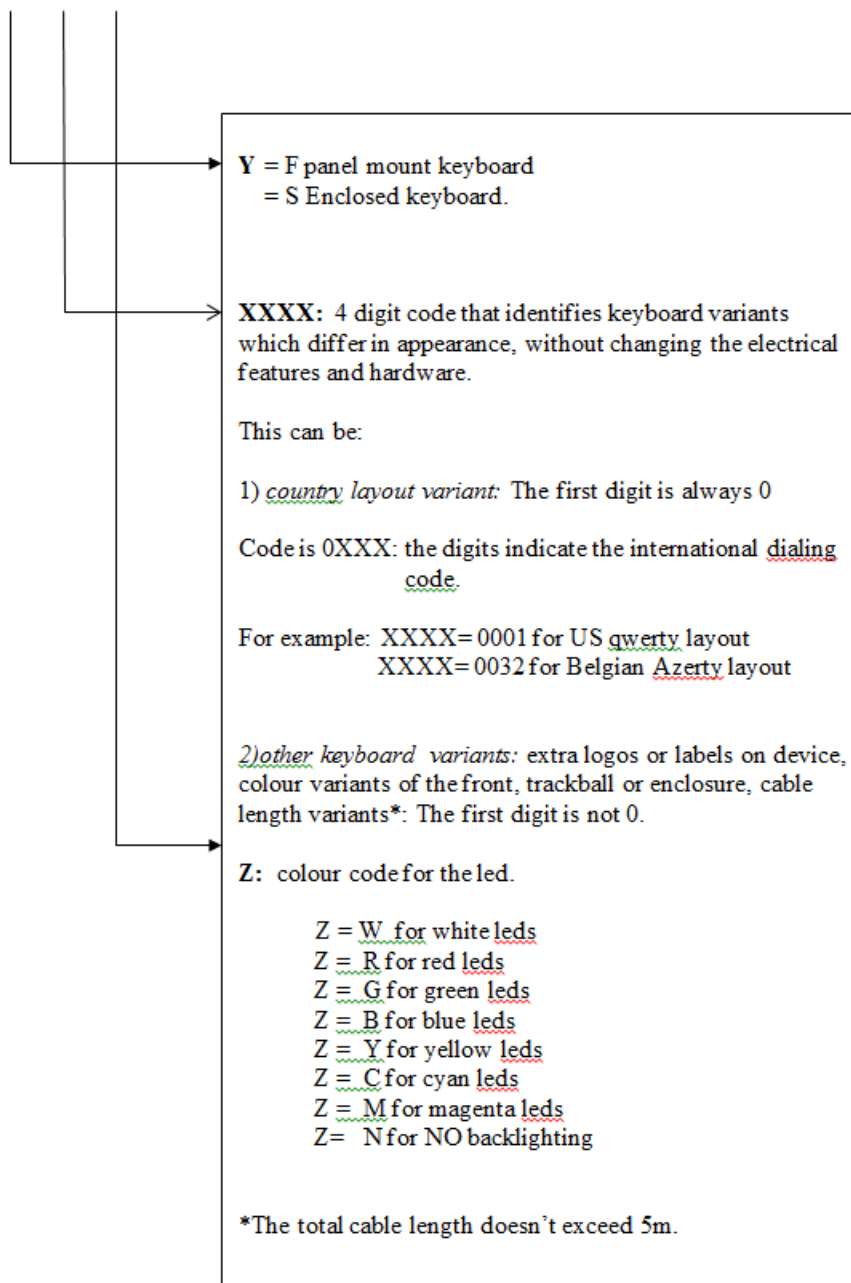 Y = F panel mount keyboard
= S Enclosed keyboard.
XXXX: 4 digit code that identifies keyboard variants
which differ in appearance, without changing the electrical
features and hardware.
This can be:
1) country layout variant: The first digit is always 0
Code is 0XXX: the digits indicate the international dialing
code.
For example: XXXX= 0001 for US qwerty layout
XXXX= 0032 for Belgian Azerty layout
2)other keyboard variants: extra logos or labels on device,
colour variants of the front, trackball or enclosure, cable
length variants*: The first digit is not 0.
Z: colour code for the led.
Z = W for white leds
Z = R for red leds
Z = G for green leds
Z = B for blue leds
Z = Y for yellow leds
Z = C for cyan leds
Z = M for magenta leds
Z= N for NO backlighting
*The total cable length doesn't exceed 5m.